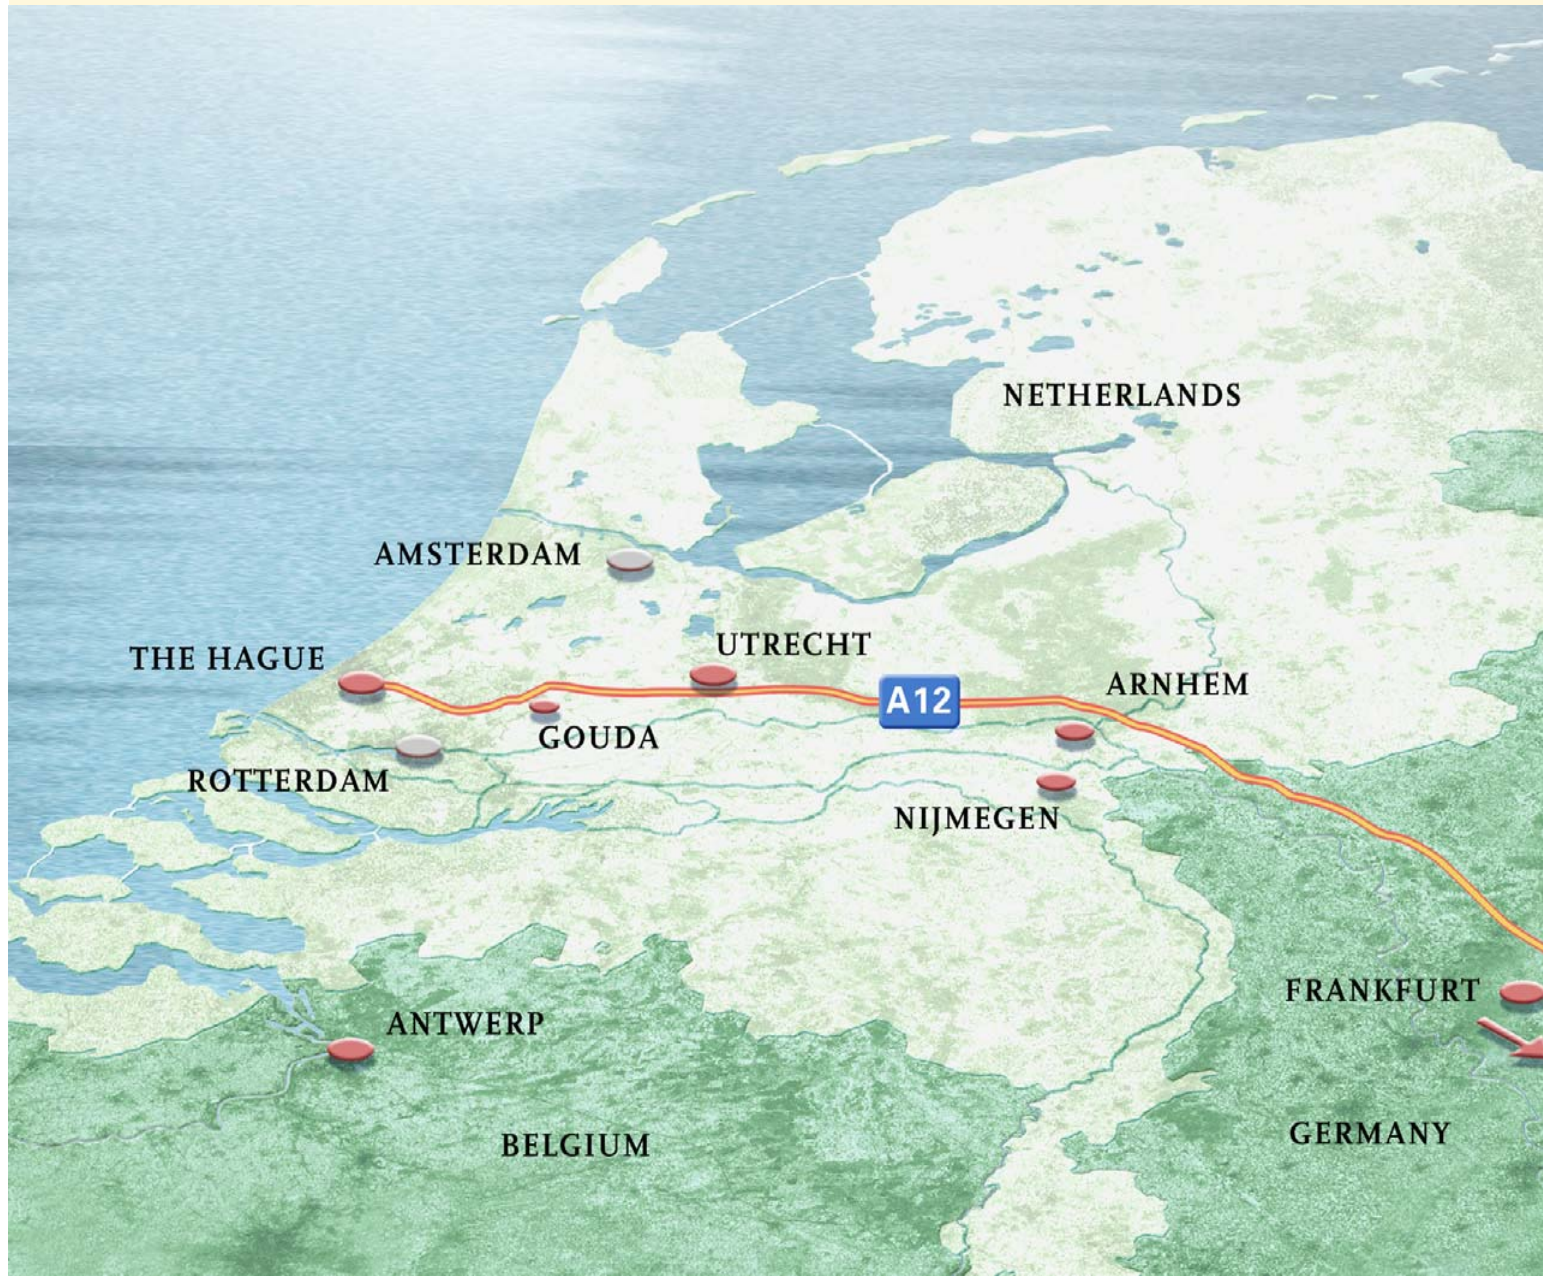 NETHERLANDS
AMSTERDAM
THE HAGUE
UTRECHT
A12
ARNHEM
GOUDA
ROTTERDAM
NIJMEGEN
FRANKFURT
ANTWERP
BELGIUM
GERMANY